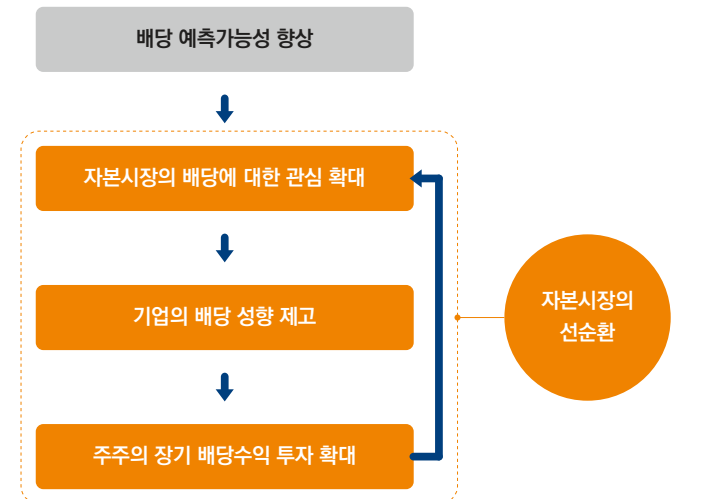 배당 예측가능성 향상
자본시장의 배당에 대한 관심 확대
기업의 배당 성향 제고
주주의 장기 배당수익 투자 확대
자본시장의
선순환